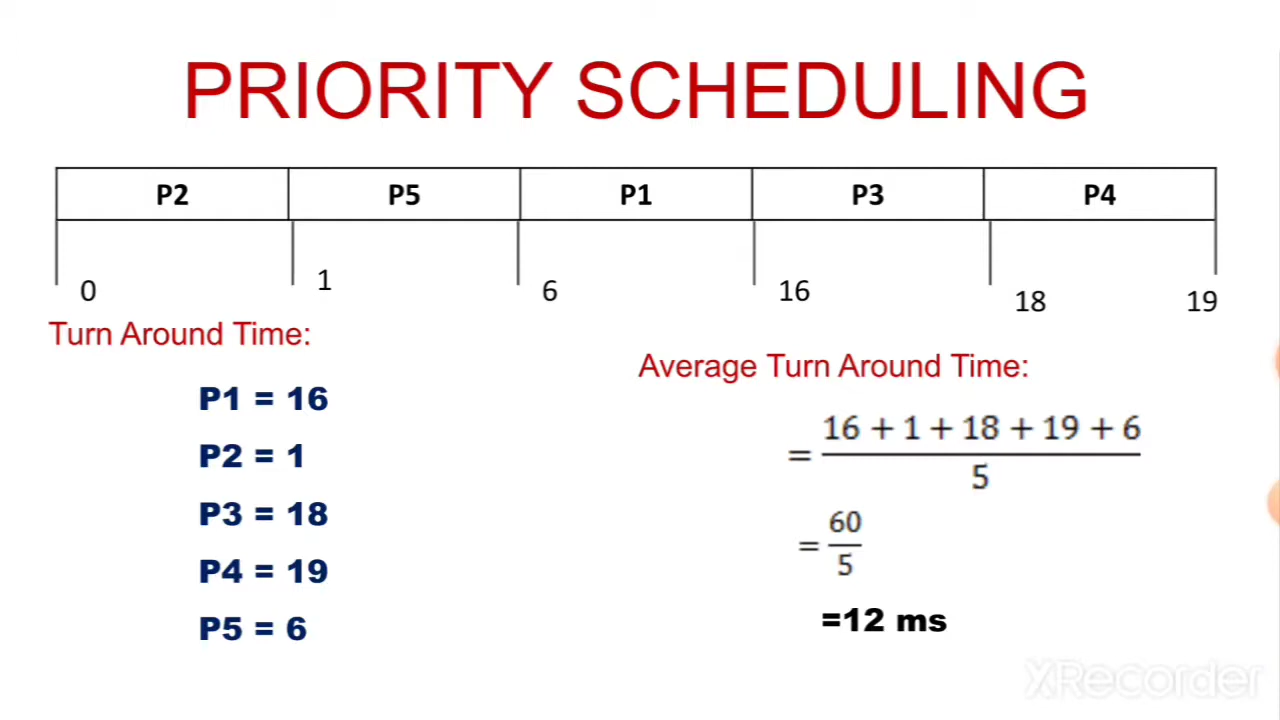 PRIORITY SCHEDULING
P2 P5 P1 P3 P4
0 1 6 16 18 19
Turn Around Time:
P1 = 16
P2 = 1
P3 = 18
P4 = 19
P5 = 6
Average Turn Around Time:
= 16 + 1 + 18 + 19 + 6
5
= 60
5
=12 ms
XRecorder